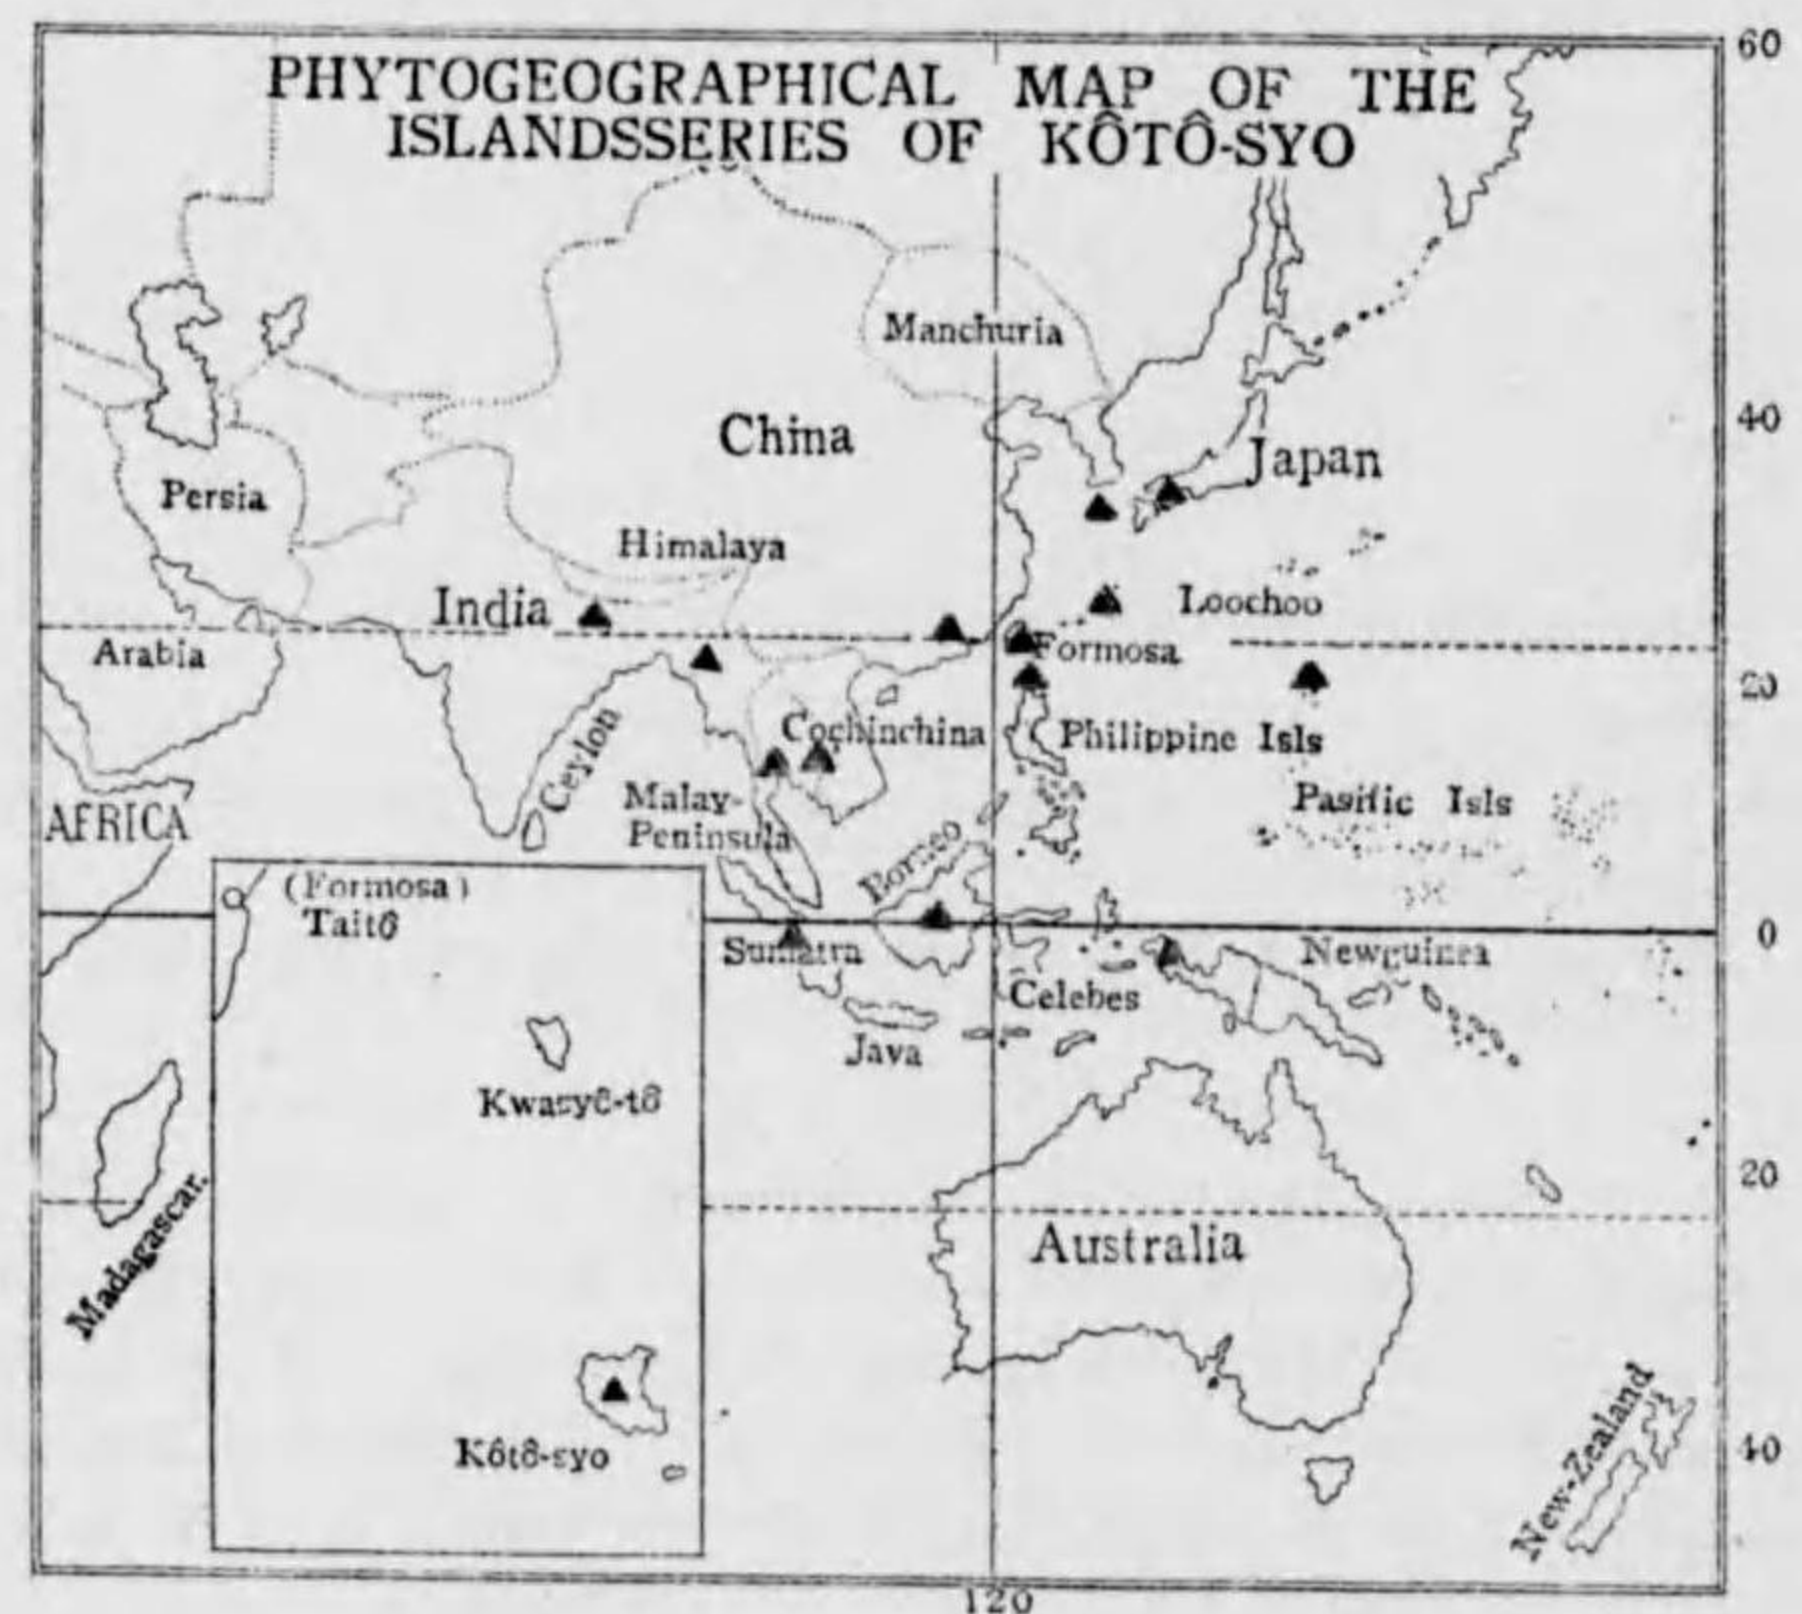 PHYTOGEOGRAPHICAL MAP OF THE
ISLANDSSERIES OF KÔTÔ-SYO
60
Manchuria
China
40
Japan
Persia
Himalaya
India
Loochoo
Arabia
Formosa
20
Cochinchina
Philippine Isls
Ceylon
Malay-
Peninsula
Pasific Isls
AFRICA
Borneo
(Formosa)
Taitô
0
Sumatra
Newguinea
Celebes
Java
Kwasyô-tô
20
Madagascar.
Australia
Kôtô-syo
New-Zealand
40
120